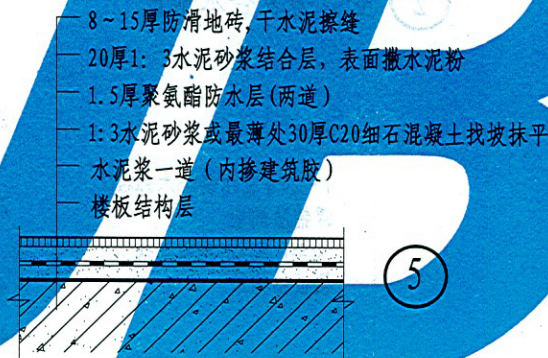 8~15厚防滑地砖,干水泥擦缝
20厚1: 3水泥砂浆结合层, 表面撒水泥粉
1.5厚聚氨酯防水层(两道)
1:3水泥砂浆或最薄处30厚C20细石混凝土找坡抹平
水泥浆一道(内掺建筑胶)
楼板结构层
5